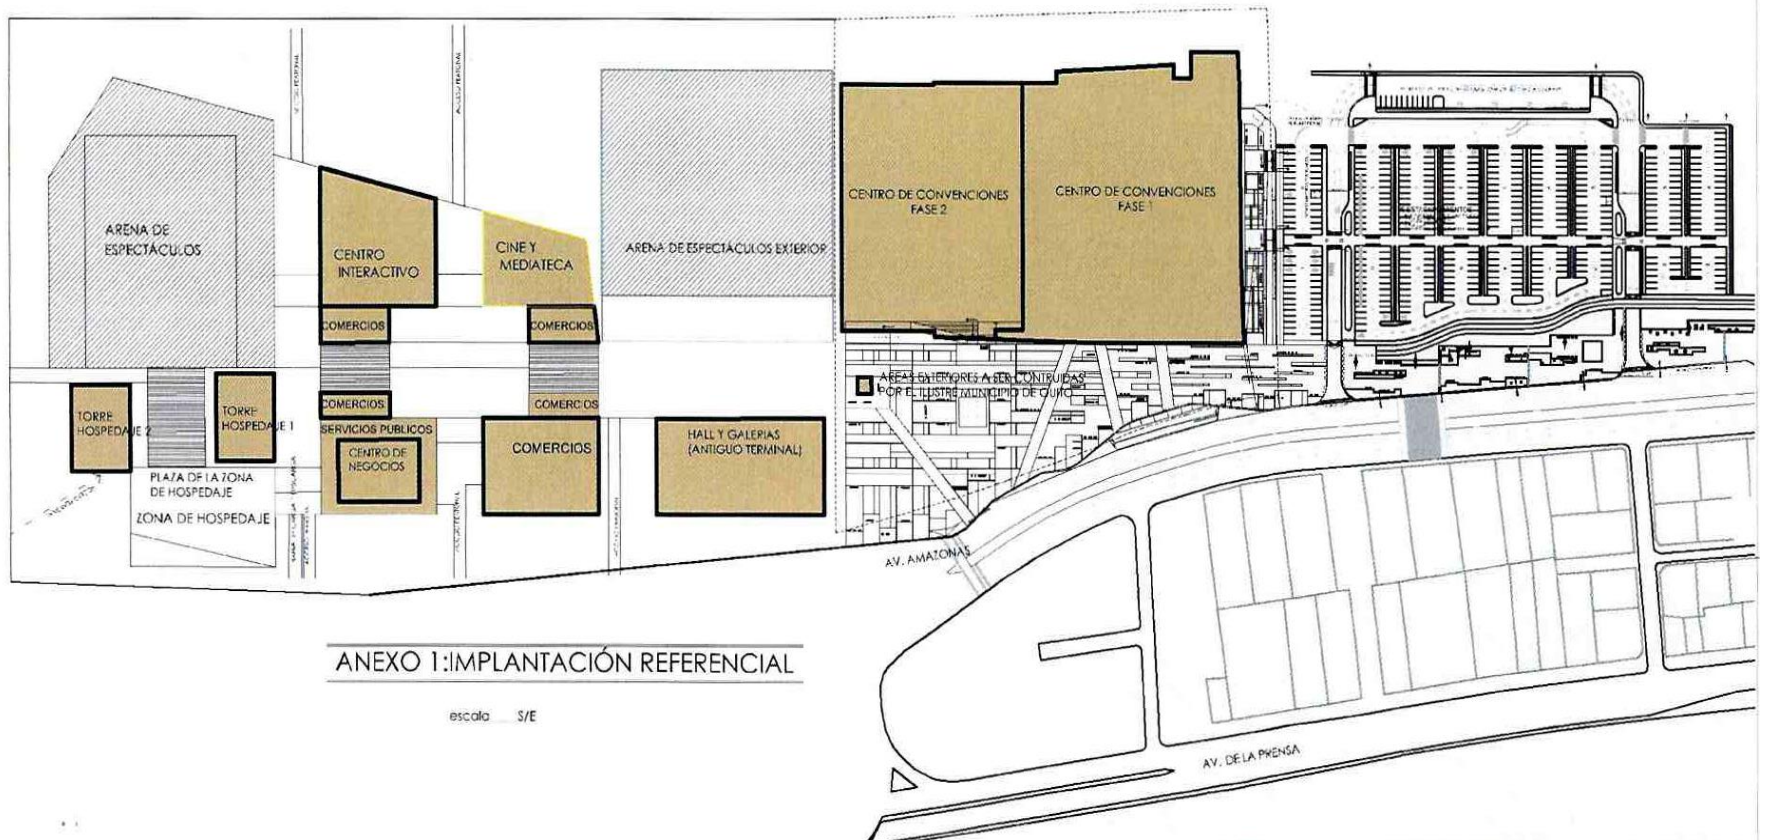 ACCESO PEATONAL
ARENA DE
ESPECTÁCULOS
CENTRO
INTERACTIVO
CINE Y
MEDIATECA
ARENA DE ESPECTÁCULOS EXTERIOR
CENTRO DE CONVENCIONES
FASE 2
CENTRO DE CONVENCIONES
FASE 1
COMERCIOS
COMERCIOS
COMERCIOS
COMERCIOS
TORRE
HOSPEDAJE 2
TORRE
HOSPEDAJE 1
SERVICIOS PUBLICOS
CENTRO DE
NEGOCIOS
COMERCIOS
HALL Y GALERIAS
(ANTIGUO TERMINAL)
AREAS EXTERIORES A SER CONTRUIDAS
POR EL ILUSTRE MUNICIPIO DE QUITO
PLAZA DE LA ZONA
DE HOSPEDAJE
ZONA DE HOSPEDAJE
AV. AMAZONAS
AV. DE LA PRENSA
ANEXO 1:IMPLANTACIÓN REFERENCIAL
escala S/E